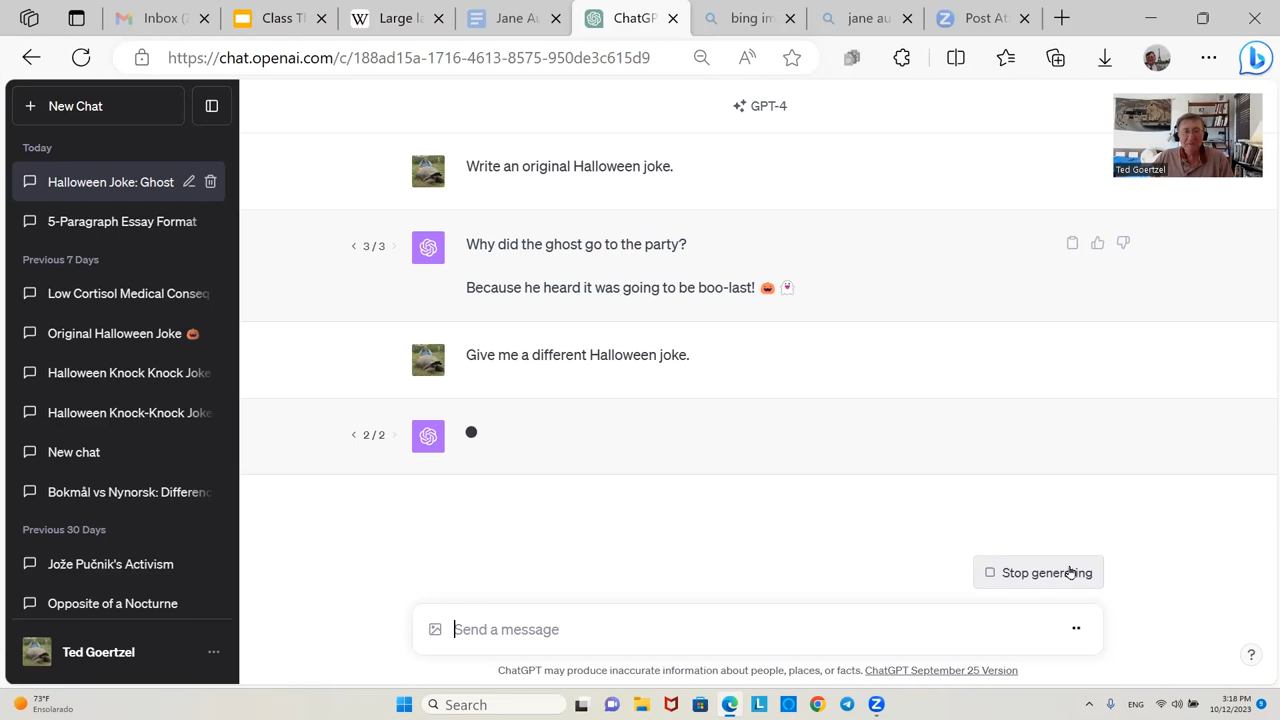 Inbox (
Class T
Large la
Jane Au
ChatGP
bing im
jane au
Post At
https://chat.openai.com/c/188ad15a-1716-4613-8575-950de3c615d9
New Chat
GPT-4
Ted Goertzel
Today
Halloween Joke: Ghost
5-Paragraph Essay Format
Previous 7 Days
Low Cortisol Medical Conseq
Original Halloween Joke 🎃
Halloween Knock Knock Joke
Halloween Knock-Knock Joke
New chat
Bokmål vs Nynorsk: Differenc
Previous 30 Days
Jože Pučnik's Activism
Opposite of a Nocturne
Ted Goertzel
Write an original Halloween joke.
3 / 3
Why did the ghost go to the party?
Because he heard it was going to be boo-last! 🎃 👻
Give me a different Halloween joke.
2 / 2
Stop generating
Send a message
ChatGPT may produce inaccurate information about people, places, or facts. ChatGPT September 25 Version
?
73°F
Ensolarado
Search
3:18 PM
10/12/2023